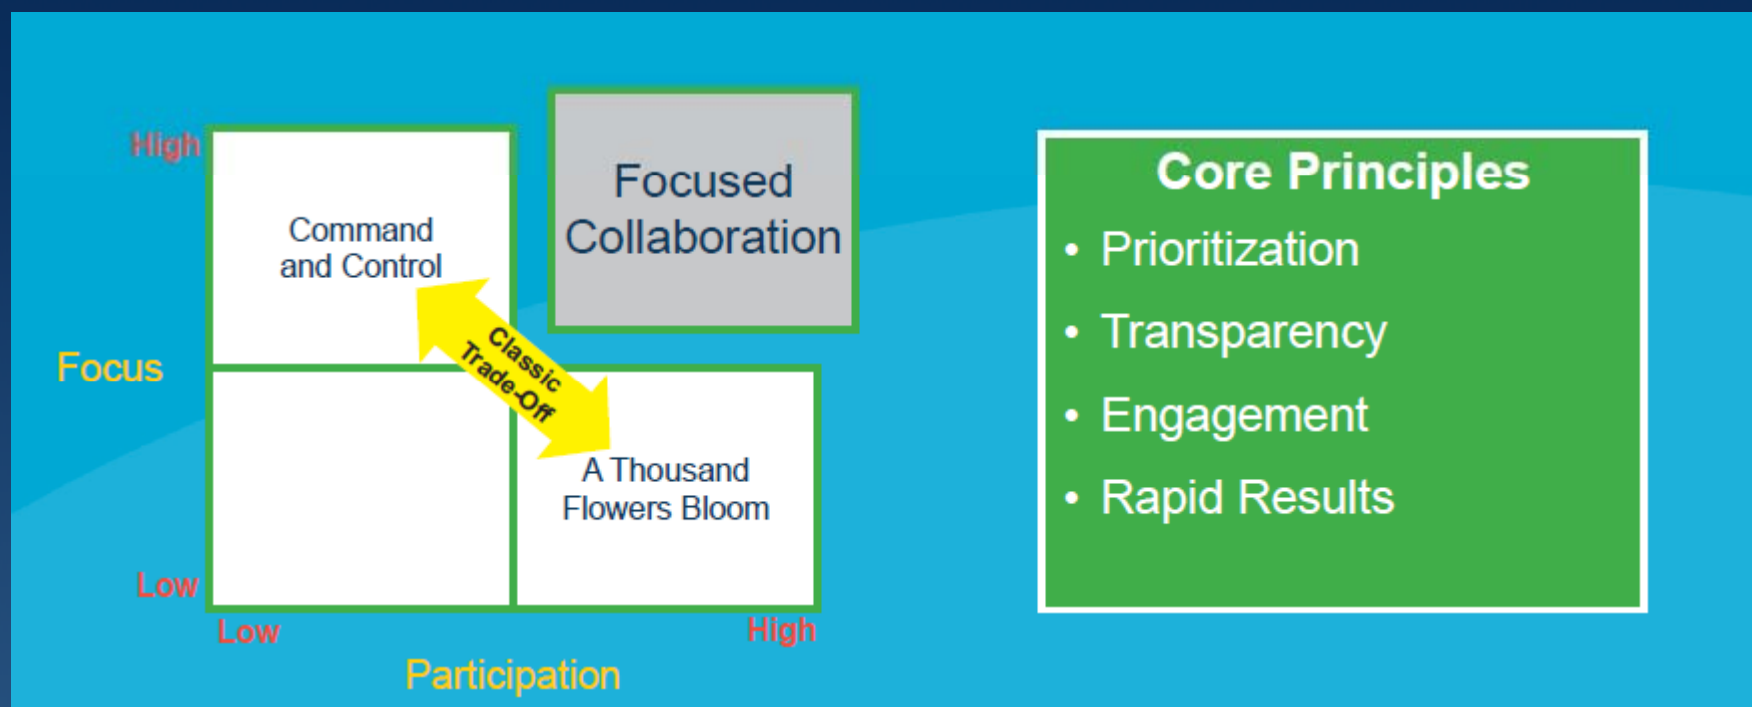 High
Command
and Control
Focused
Collaboration
Classic
Trade-Off
Focus
A Thousand
Flowers Bloom
Low
Low
High
Participation
Core Principles
• Prioritization
• Transparency
• Engagement
• Rapid Results